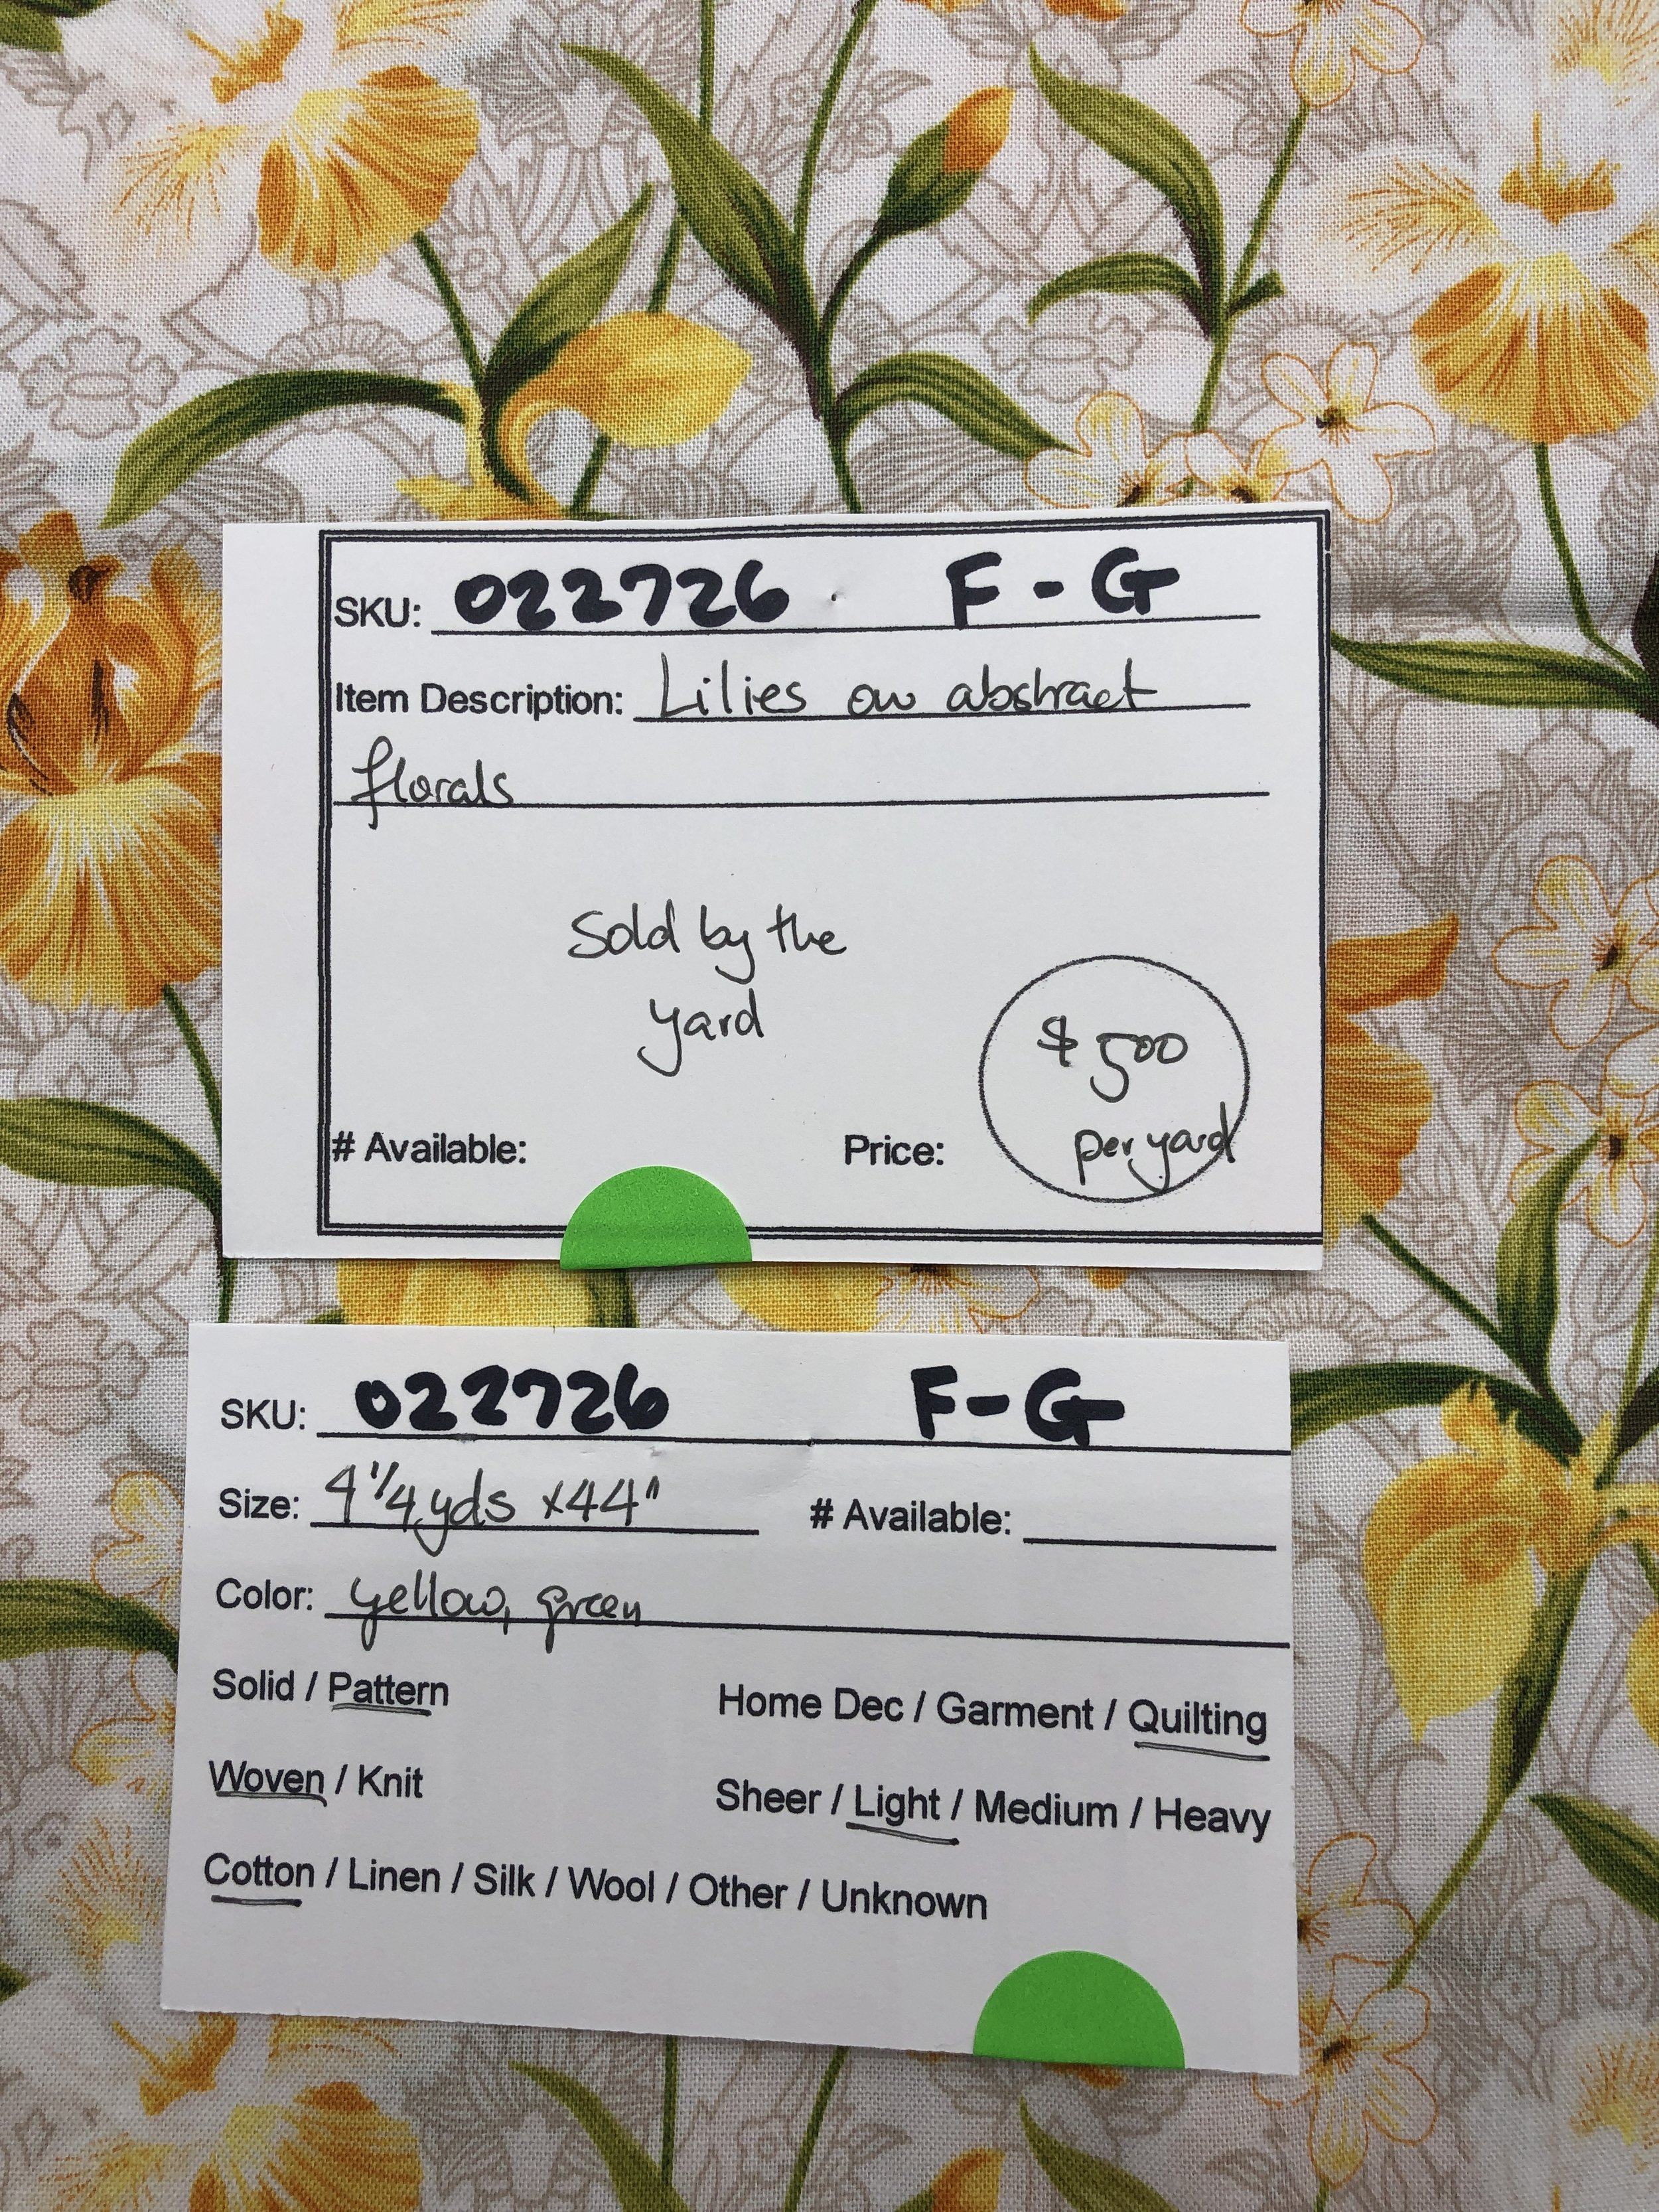 SKU: 022726 F-G
Item Description: Lilies on abstract
florals
Sold by the
yard
$500
# Available: Price: per yard
SKU: 022726 F-G
Size: 4 1/4 yds x44" # Available:
Color: yellow, green
Solid / Pattern Home Dec / Garment / Quilting
Woven / Knit Sheer / Light / Medium / Heavy
Cotton / Linen / Silk / Wool / Other / Unknown